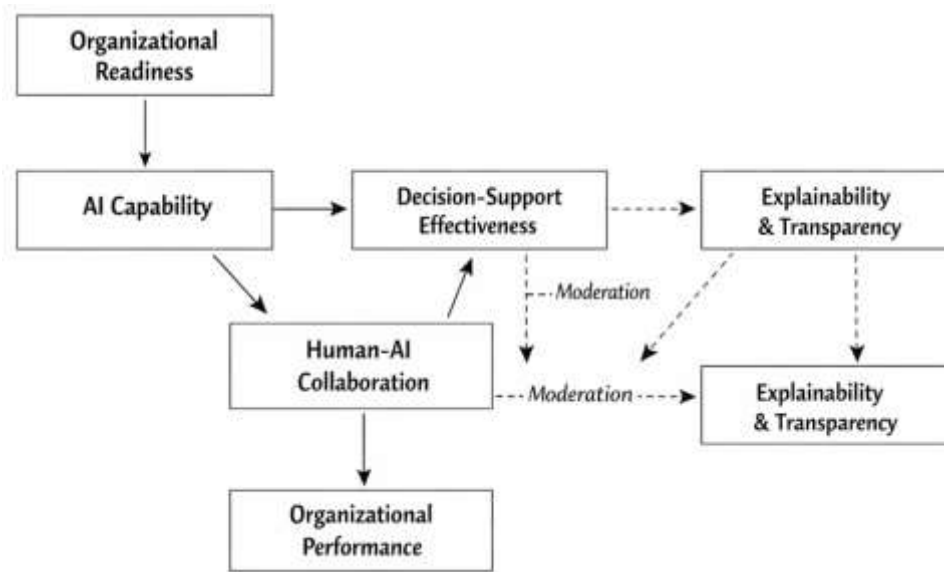 Organizational
Readiness
AI Capability
Decision-Support
Effectiveness
Explainability
& Transparency
Moderation
Human-AI
Collaboration
Moderation
Explainability
& Transparency
Organizational
Performance